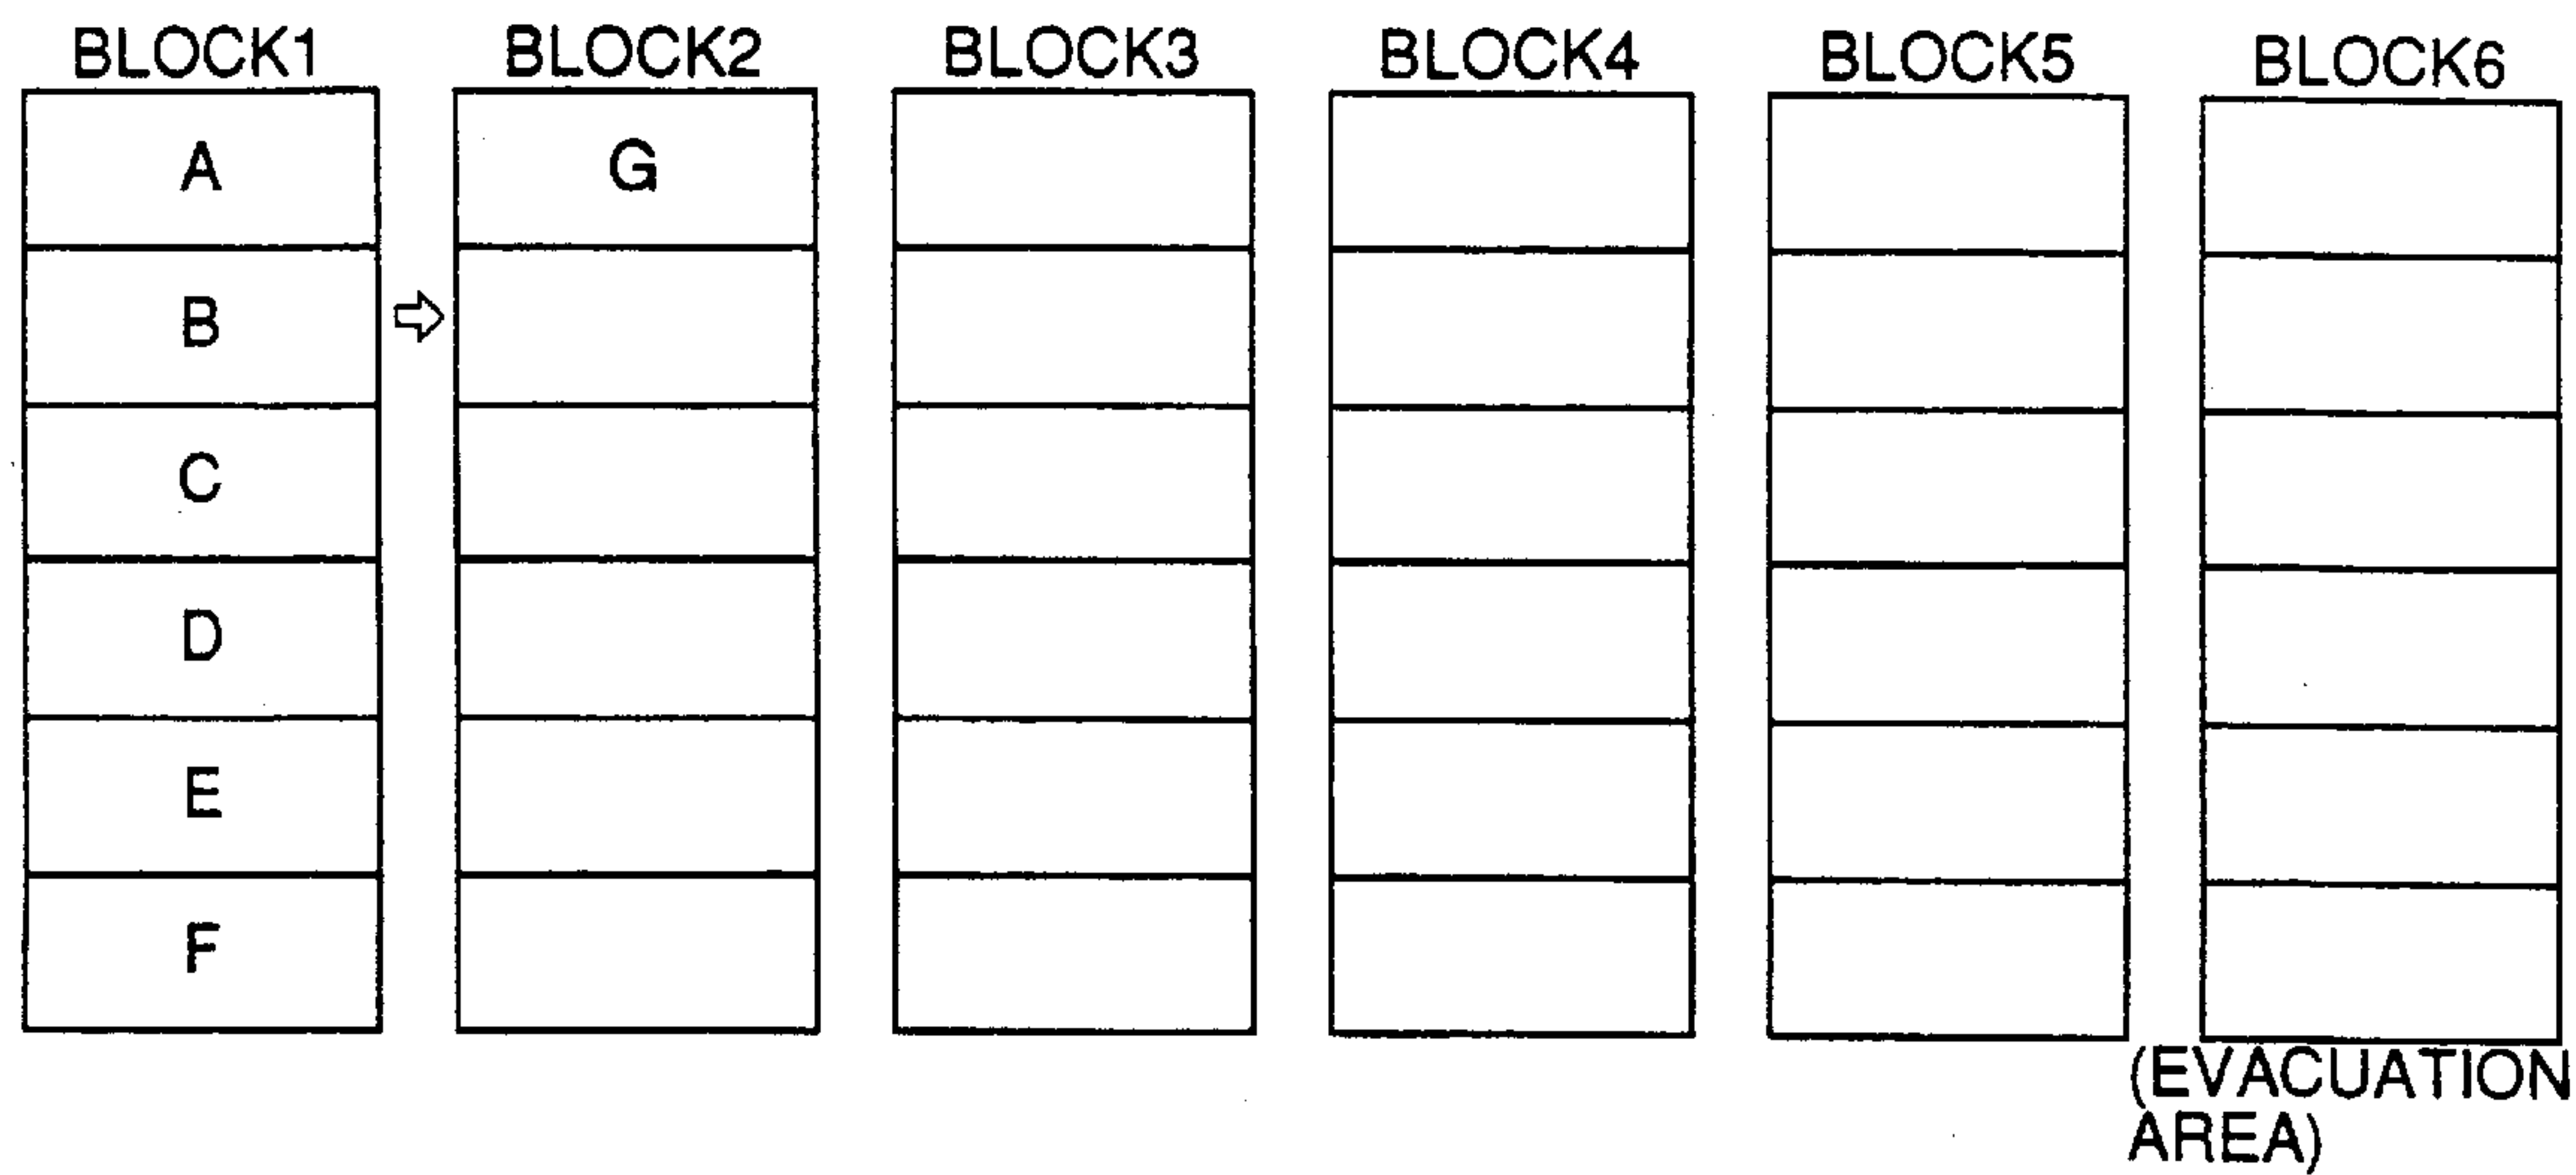 BLOCK1 BLOCK2 BLOCK3 BLOCK4 BLOCK5 BLOCK6
A G
B
C
D
E
F
(EVACUATION
AREA)